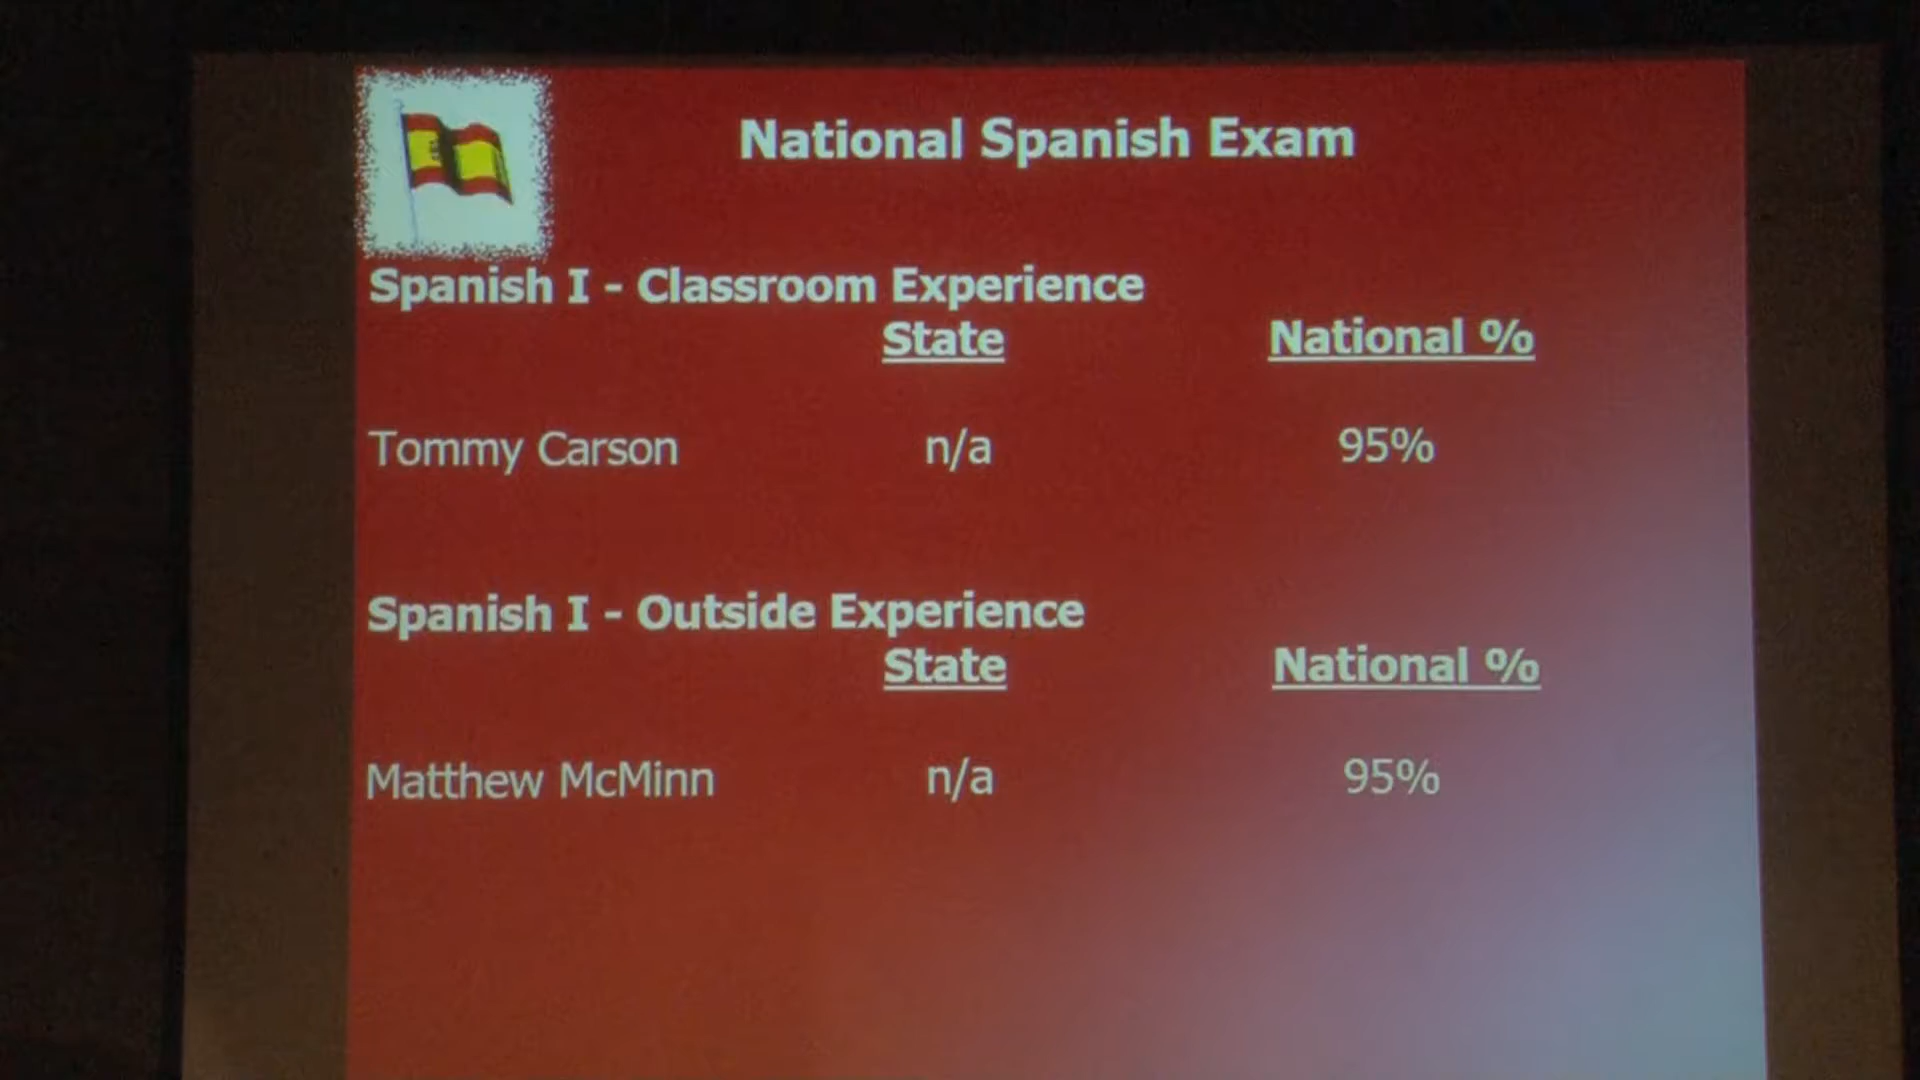 National Spanish Exam
Spanish I - Classroom Experience
State National %
Tommy Carson n/a 95%
Spanish I - Outside Experience
State National %
Matthew McMinn n/a 95%